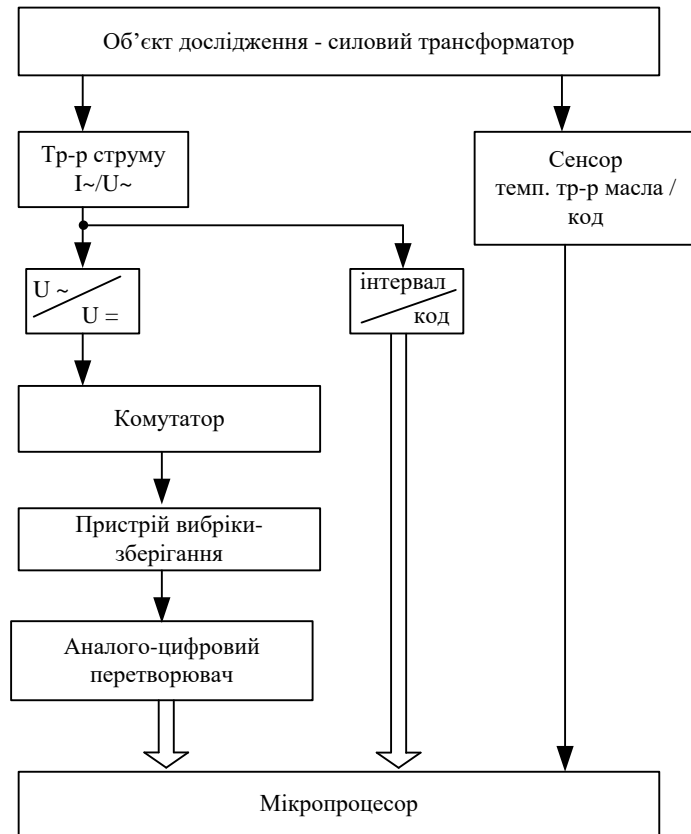 Об’єкт дослідження - силовий трансформатор
Тр-р струму
I~/U~
Сенсор
темп. тр-р масла /
код
U ~
U =
інтервал
код
Комутатор
Пристрій вибріки-
зберігання
Аналого-цифровий
перетворювач
Мікропроцесор